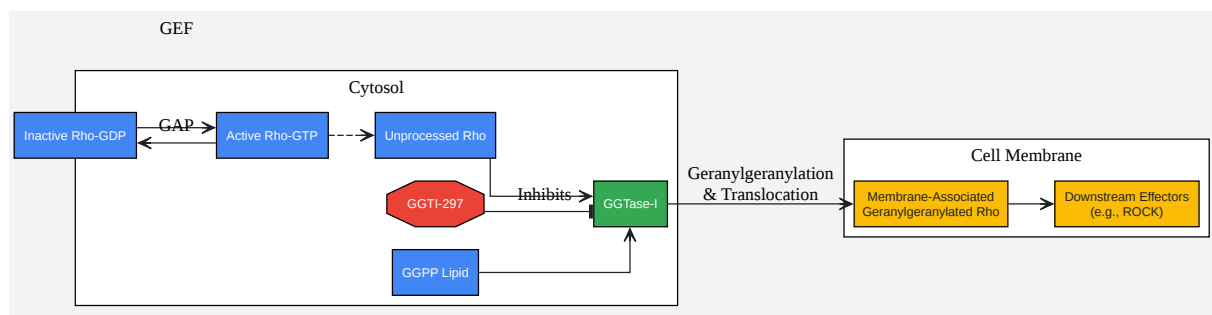 GEF
Cytosol
Inactive Rho-GDP
GAP
Active Rho-GTP
Unprocessed Rho
GGTI-297
Inhibits
GGTase-I
GGPP Lipid
Geranylgeranylation
& Translocation
Cell Membrane
Membrane-Associated
Geranylgeranylated Rho
Downstream Effectors
(e.g., ROCK)